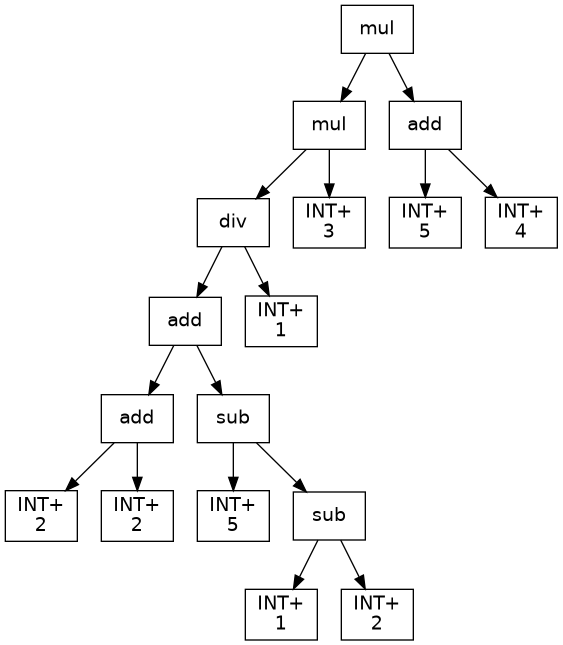 mul
mul
add
div
INT+
3
INT+
5
INT+
4
add
INT+
1
add
sub
INT+
2
INT+
2
INT+
5
sub
INT+
1
INT+
2